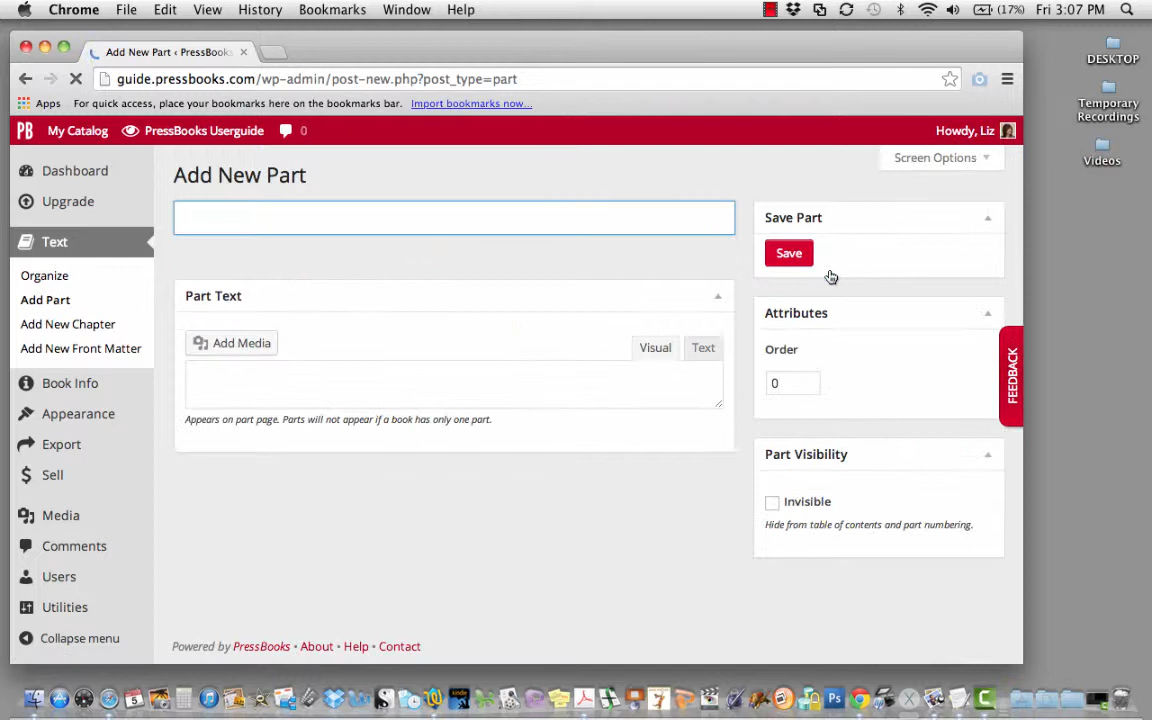 Chrome File Edit View History Bookmarks Window Help (17%) Fri 3:07 PM
Add New Part ‹ PressBooks
guide.pressbooks.com/wp-admin/post-new.php?post_type=part
Apps For quick access, place your bookmarks here on the bookmarks bar. Import bookmarks now...
PB My Catalog PressBooks Userguide 0 Howdy, Liz
Screen Options
Dashboard
Upgrade
Text
Organize
Add Part
Add New Chapter
Add New Front Matter
Book Info
Appearance
Export
Sell
Media
Comments
Users
Utilities
Collapse menu
Add New Part
Part Text
Add Media
Visual Text
Appears on part page. Parts will not appear if a book has only one part.
Save Part
Save
Attributes
Order
0
Part Visibility
Invisible
Hide from table of contents and part numbering.
FEEDBACK
Powered by PressBooks • About • Help • Contact
DESKTOP
Temporary
Recordings
Videos
5
Ps